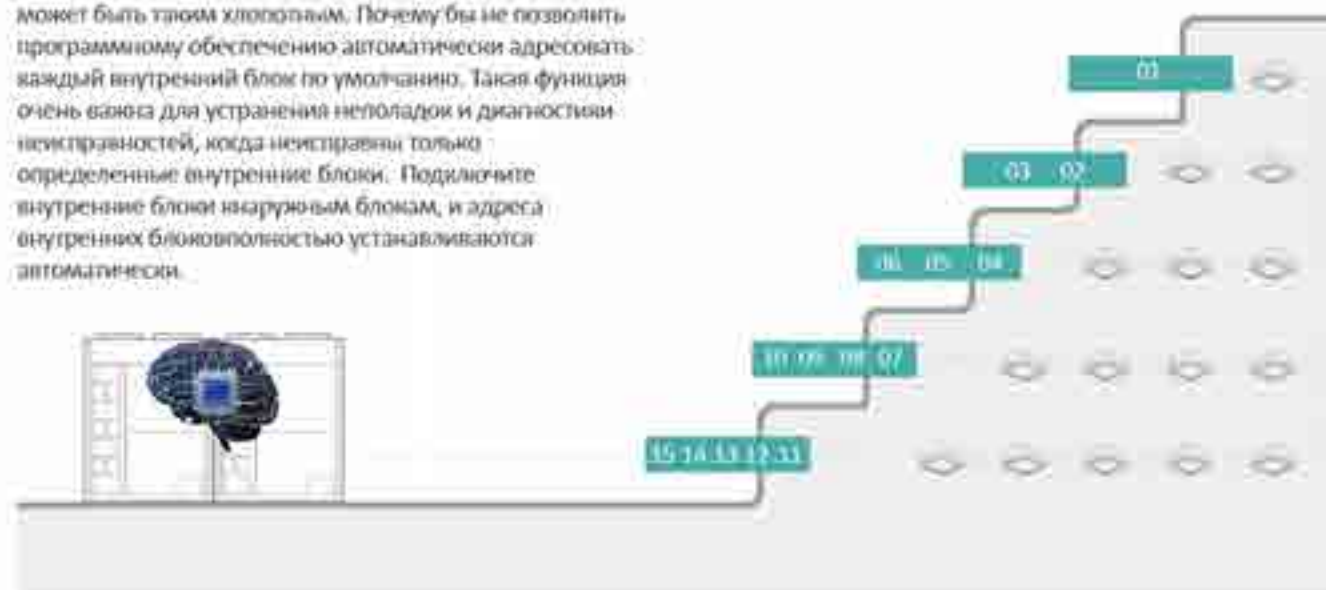 может быть таким хлопотным. Почему бы не позволить
программному обеспечению автоматически адресовать
каждый внутренний блок по умолчанию. Такая функция
очень важна для устранения неполадок и диагностики
неисправностей, когда неисправны только
определенные внутренние блоки. Подключите
внутренние блоки кнаружным блокам, и адреса
внутренних блоковполностью устанавливаются
автоматически.
01
03 02
06 05 04
10 09 08 07
15 14 13 12 11